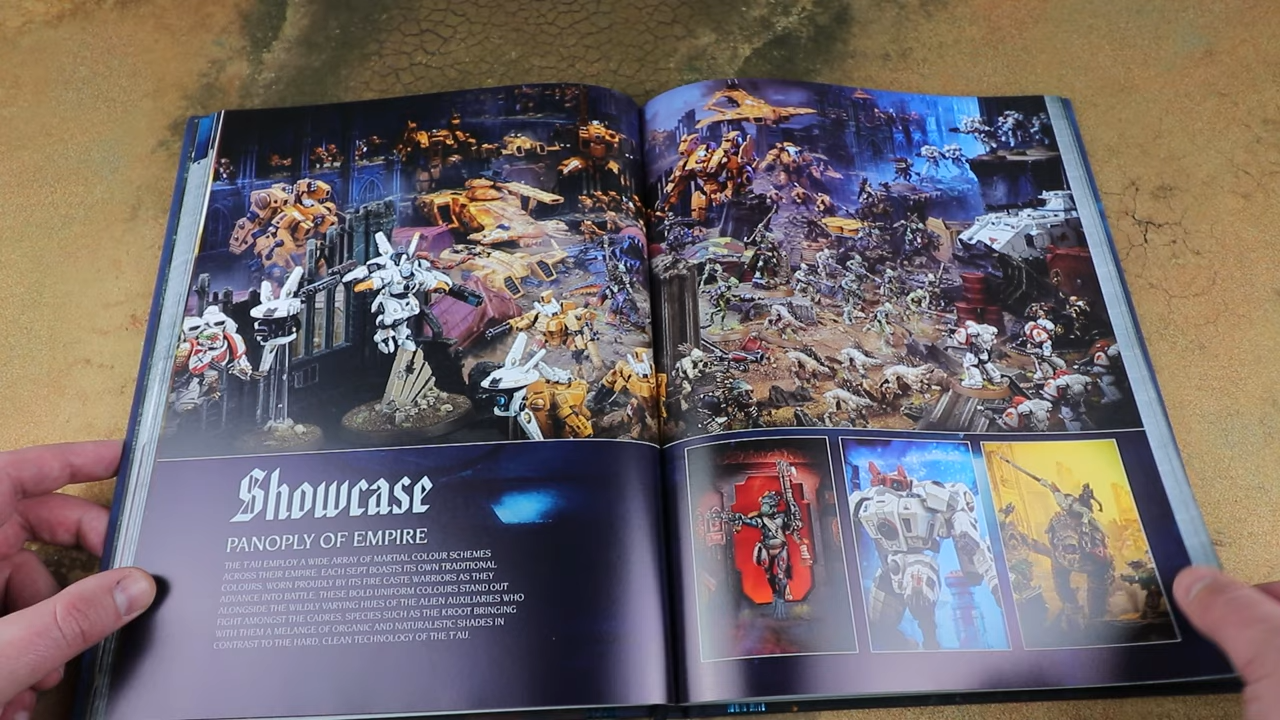 Showcase
PANOPLY OF EMPIRE
THE T'AU EMPLOY A WIDE ARRAY OF MARTIAL COLOUR SCHEMES
ACROSS THEIR EMPIRE. EACH SEPT BOASTS ITS OWN TRADITIONAL
COLOURS, WORN PROUDLY BY ITS FIRE CASTE WARRIORS AS THEY
ADVANCE INTO BATTLE. THESE BOLD UNIFORM COLOURS STAND OUT
ALONGSIDE THE WILDLY VARYING HUES OF THE ALIEN AUXILIARIES WHO
FIGHT AMONGST THE CADRES, SPECIES SUCH AS THE KROOT BRINGING
WITH THEM A MELANGE OF ORGANIC AND NATURALISTIC SHADES IN
CONTRAST TO THE HARD, CLEAN TECHNOLOGY OF THE T'AU.